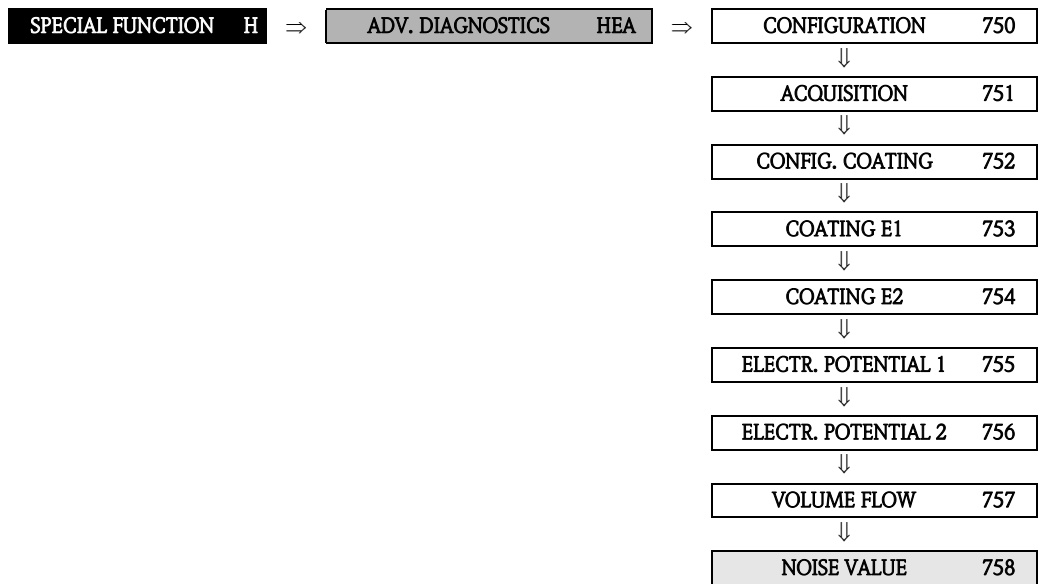 SPECIAL FUNCTION H ⇒ ADV. DIAGNOSTICS HEA ⇒ CONFIGURATION 750
⇓
ACQUISITION 751
⇓
CONFIG. COATING 752
⇓
COATING E1 753
⇓
COATING E2 754
⇓
ELECTR. POTENTIAL 1 755
⇓
ELECTR. POTENTIAL 2 756
⇓
VOLUME FLOW 757
⇓
NOISE VALUE 758